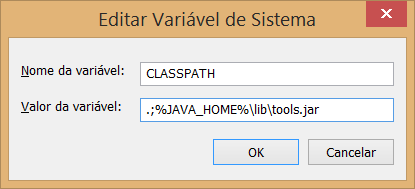 Editar Variável de Sistema
Nome da variável: CLASSPATH
Valor da variável: .;%JAVA_HOME%\lib\tools.jar
OK Cancelar